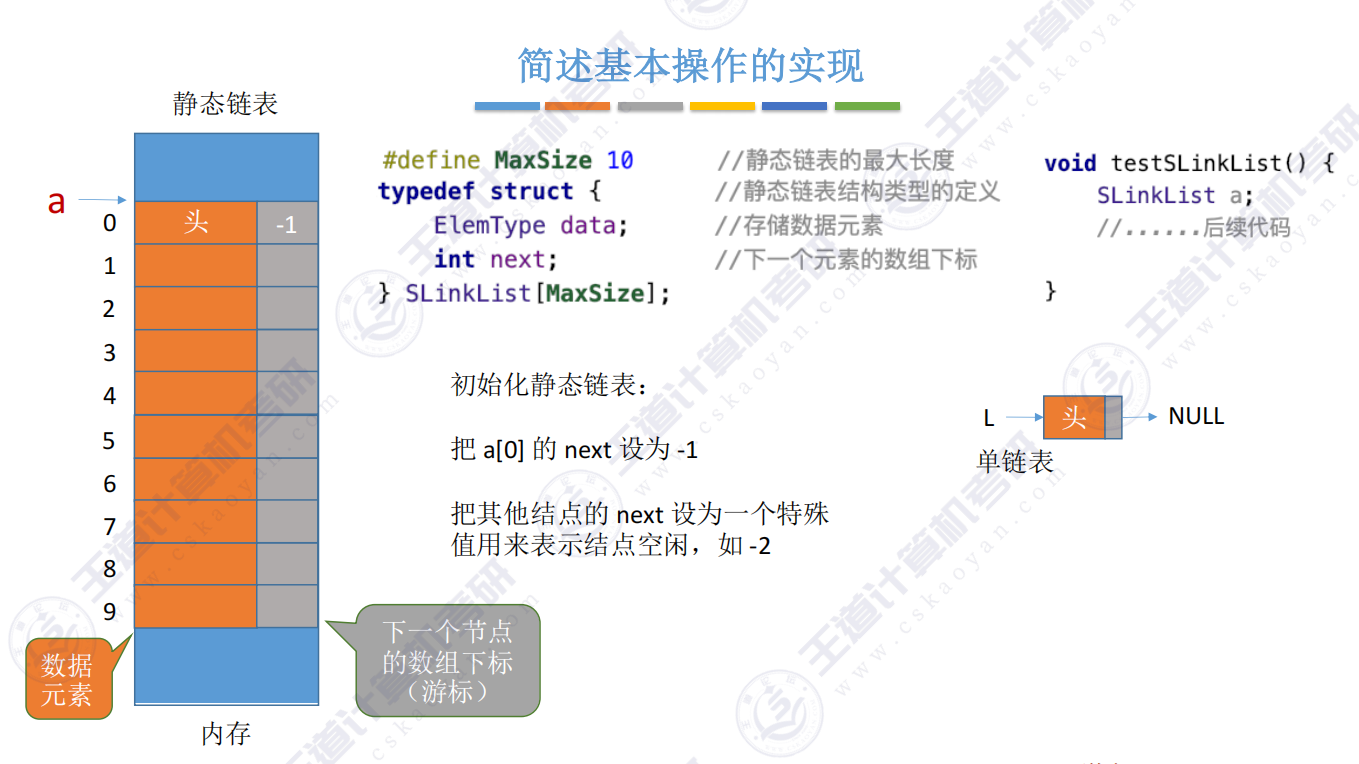 简述基本操作的实现
静态链表
a
0
头
-1
1
2
3
4
5
6
7
8
9
数据
元素
下一个节点
的数组下标
（游标）
内存
#define MaxSize 10 //静态链表的最大长度
typedef struct { //静态链表结构类型的定义
ElemType data; //存储数据元素
int next; //下一个元素的数组下标
} SLinkList[MaxSize];
void testSLinkList() {
SLinkList a;
//......后续代码
}
初始化静态链表：
把 a[0] 的 next 设为 -1
把其他结点的 next 设为一个特殊
值用来表示结点空闲，如 -2
L
头
NULL
单链表
王道计算机考研
www.cskaoyan.com